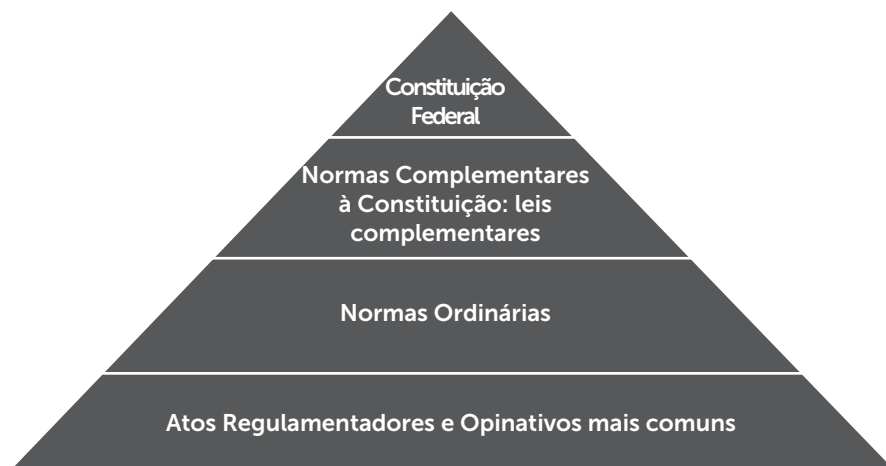 Constituição
Federal
Normas Complementares
à Constituição: leis
complementares
Normas Ordinárias
Atos Regulamentadores e Opinativos mais comuns